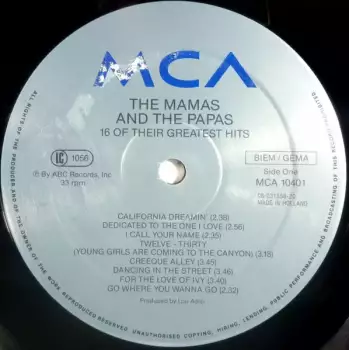 MCA
THE MAMAS
AND THE PAPAS
16 OF THEIR GREATEST HITS
LC 1056
℗ By ABC Records, Inc
33 rpm
BIEM / GEMA
Side One
MCA 10401
MADE IN HOLLAND
CALIFORNIA DREAMIN' (2.38)
DEDICATED TO THE ONE I LOVE (2.56)
I CALL YOUR NAME (2.35)
TWELVE - THIRTY
(YOUNG GIRLS ARE COMING TO THE CANYON) (3.15)
CREEQUE ALLEY (3.45)
DANCING IN THE STREET (3.46)
FOR THE LOVE OF IVY (3.40)
GO WHERE YOU WANNA GO (2.32)
Produced by Lou Adler
ALL RIGHTS OF THE PRODUCER AND OF THE OWNER OF THE WORK REPRODUCED RESERVED UNAUTHORISED COPYING, HIRING, LENDING, PUBLIC PERFORMANCE AND BROADCASTING OF THIS RECORD